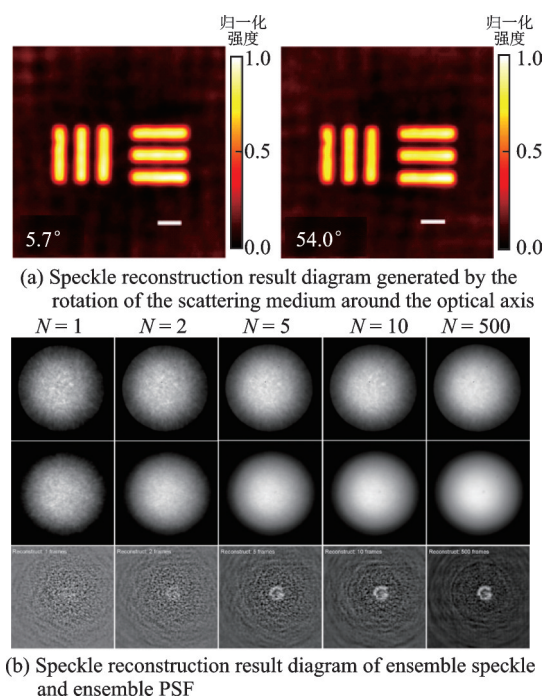 归一化
强度
1.0
0.5
0.0
5.7°
归一化
强度
1.0
0.5
0.0
54.0°
(a) Speckle reconstruction result diagram generated by the
rotation of the scattering medium around the optical axis
N = 1 N = 2 N = 5 N = 10 N = 500
Reconstruct: 1 frames Reconstruct: 2 frames Reconstruct: 5 frames Reconstruct: 10 frames Reconstruct: 500 frames
(b) Speckle reconstruction result diagram of ensemble speckle
and ensemble PSF